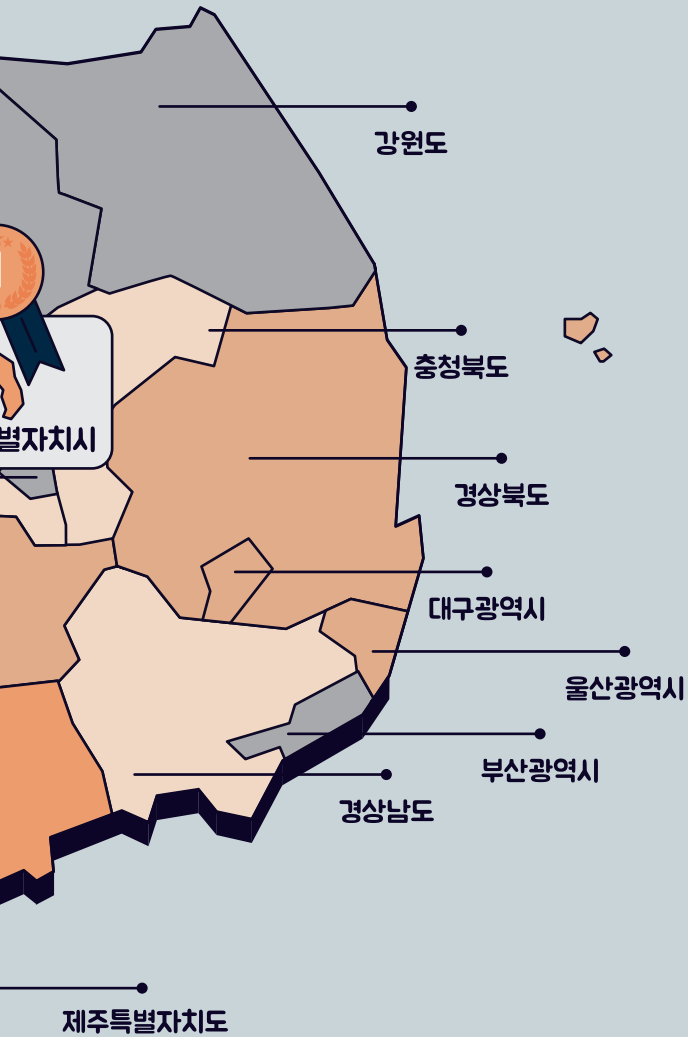 강원도
충청북도
별자치시
경상북도
대구광역시
울산광역시
부산광역시
경상남도
제주특별자치도